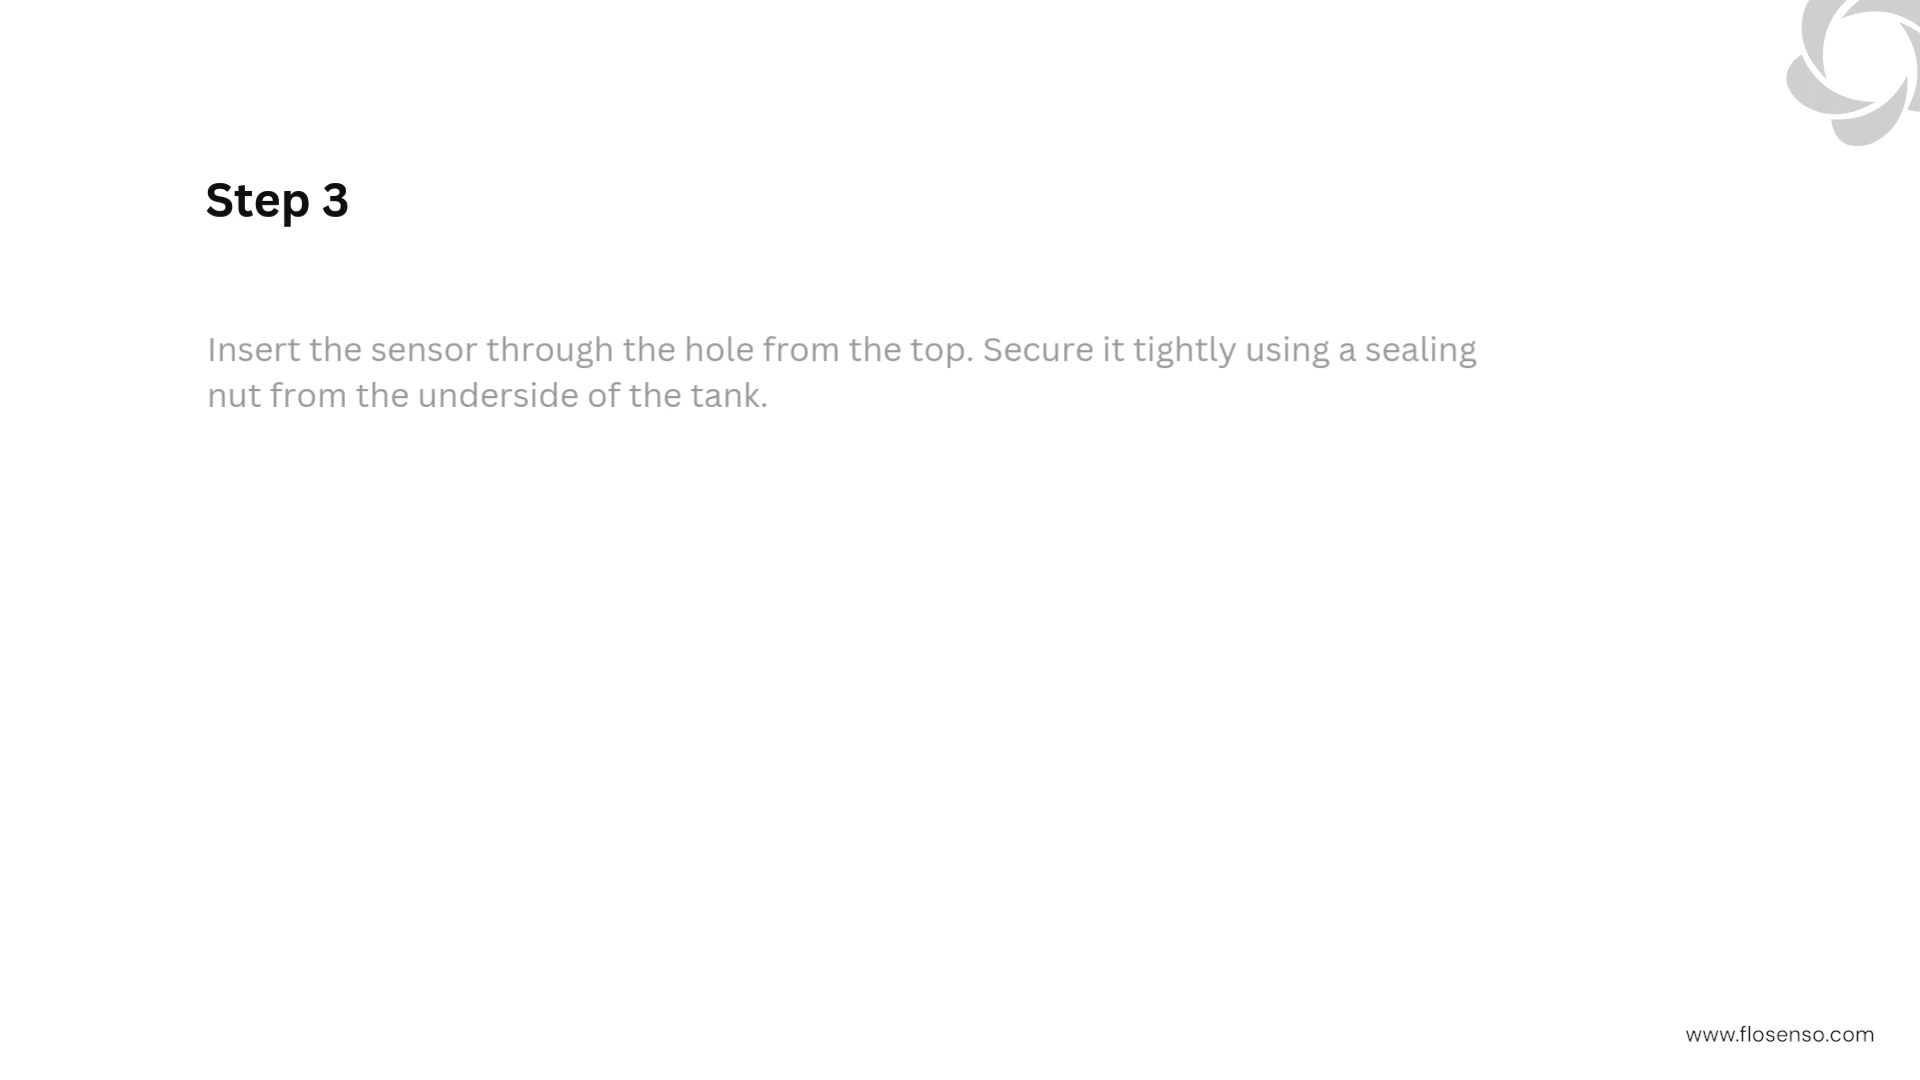 Step 3
Insert the sensor through the hole from the top. Secure it tightly using a sealing
nut from the underside of the tank.
www.flosenso.com